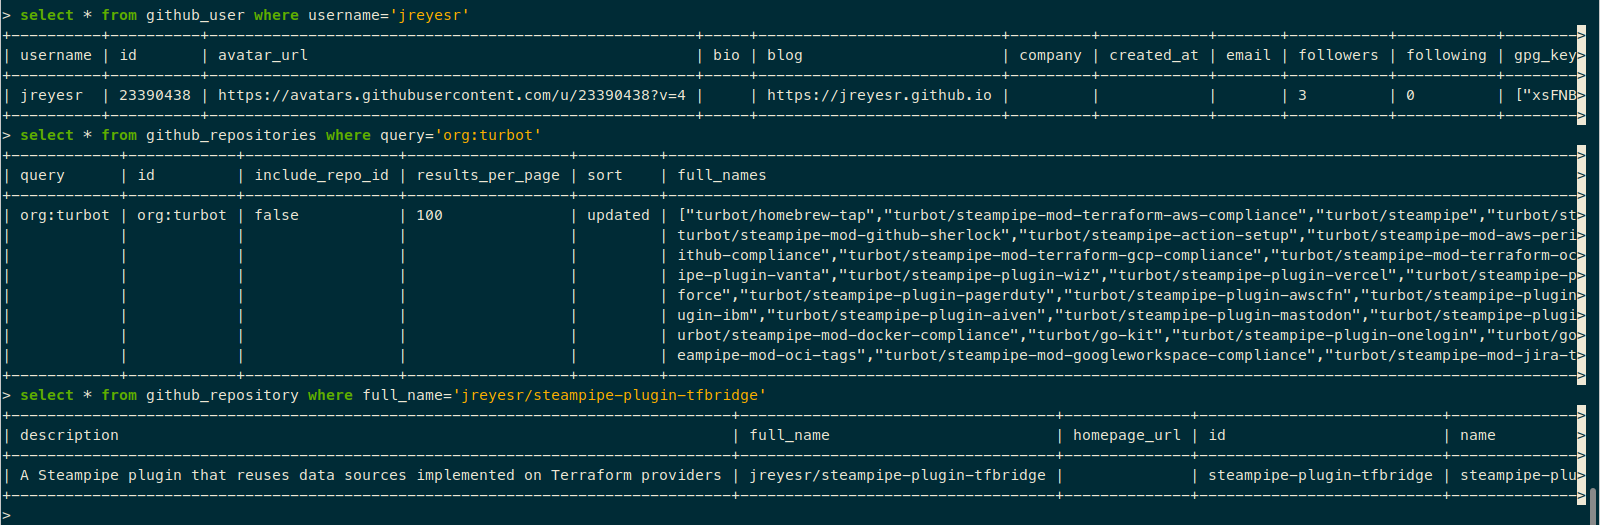 > select * from github_user where username='jreyesr'
| username | id | avatar_url | bio | blog | company | created_at | email | followers | following | gpg_key>
| jreyesr | 23390438 | https://avatars.githubusercontent.com/u/23390438?v=4 | | https://jreyesr.github.io | | | | 3 | 0 | ["xsFNB>
> select * from github_repositories where query='org:turbot'
| query | id | include_repo_id | results_per_page | sort | full_names >
| org:turbot | org:turbot | false | 100 | updated | ["turbot/homebrew-tap","turbot/steampipe-mod-terraform-aws-compliance","turbot/steampipe","turbot/st>
| | | | | | turbot/steampipe-mod-github-sherlock","turbot/steampipe-action-setup","turbot/steampipe-mod-aws-peri>
| | | | | | ithub-compliance","turbot/steampipe-mod-terraform-gcp-compliance","turbot/steampipe-mod-terraform-oc>
| | | | | | ipe-plugin-vanta","turbot/steampipe-plugin-wiz","turbot/steampipe-plugin-vercel","turbot/steampipe-p>
| | | | | | force","turbot/steampipe-plugin-pagerduty","turbot/steampipe-plugin-awscfn","turbot/steampipe-plugin>
| | | | | | ugin-ibm","turbot/steampipe-plugin-aiven","turbot/steampipe-plugin-mastodon","turbot/steampipe-plugi>
| | | | | | urbot/steampipe-mod-docker-compliance","turbot/go-kit","turbot/steampipe-plugin-onelogin","turbot/go>
| | | | | | eampipe-mod-oci-tags","turbot/steampipe-mod-googleworkspace-compliance","turbot/steampipe-mod-jira-t>
> select * from github_repository where full_name='jreyesr/steampipe-plugin-tfbridge'
| description | full_name | homepage_url | id | name >
| A Steampipe plugin that reuses data sources implemented on Terraform providers | jreyesr/steampipe-plugin-tfbridge | | steampipe-plugin-tfbridge | steampipe-plu>
>